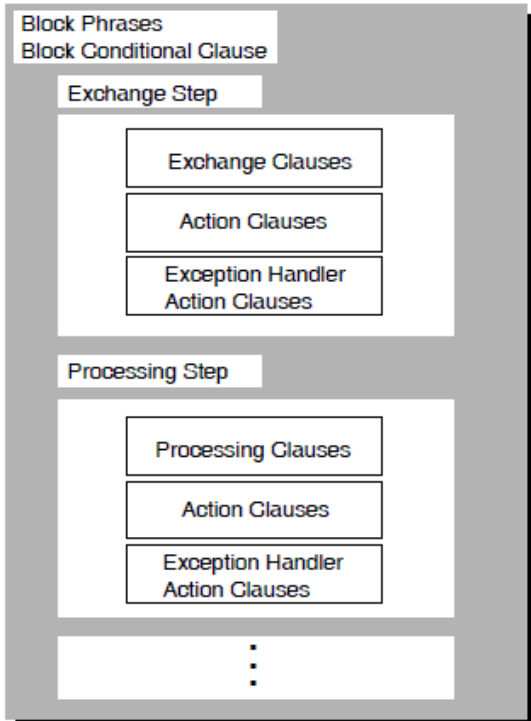 Block Phrases
Block Conditional Clause
Exchange Step
Exchange Clauses
Action Clauses
Exception Handler
Action Clauses
Processing Step
Processing Clauses
Action Clauses
Exception Handler
Action Clauses